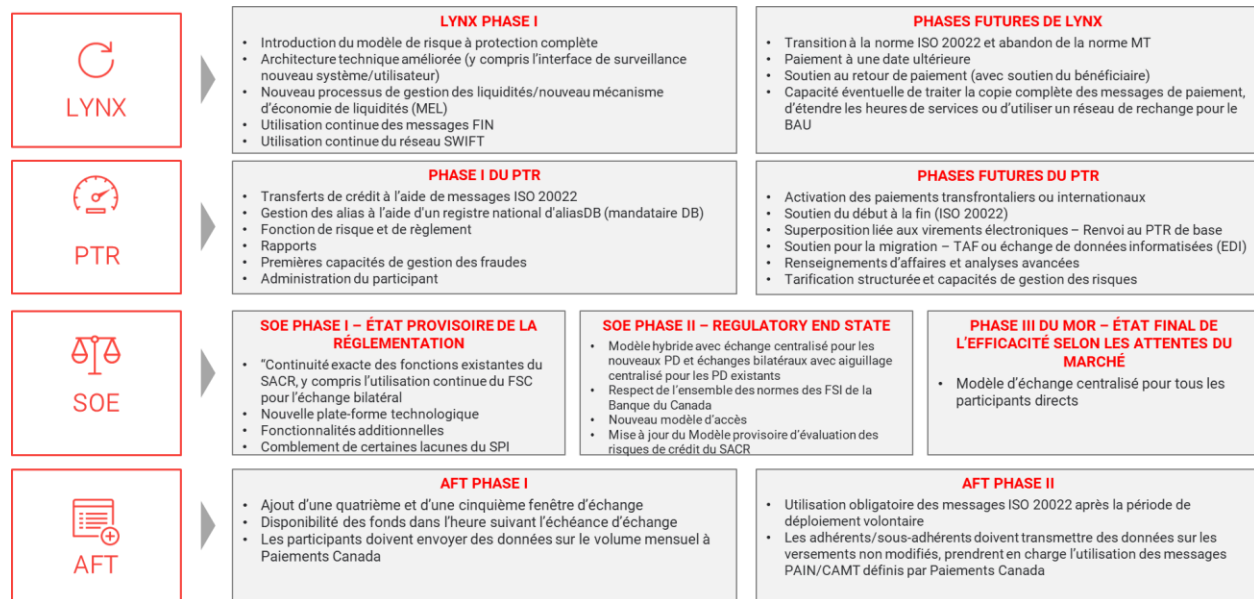 LYNX
LYNX PHASE I
• Introduction du modèle de risque à protection complète
• Architecture technique améliorée (y compris l'interface de surveillance
nouveau système/utilisateur)
• Nouveau processus de gestion des liquidités/nouveau mécanisme
d'économie de liquidités (MEL)
• Utilisation continue des messages FIN
• Utilisation continue du réseau SWIFT
PHASES FUTURES DE LYNX
• Transition à la norme ISO 20022 et abandon de la norme MT
• Paiement à une date ultérieure
• Soutien au retour de paiement (avec soutien du bénéficiaire)
• Capacité éventuelle de traiter la copie complète des messages de paiement,
d'étendre les heures de services ou d'utiliser un réseau de rechange pour le
BAU
PTR
PHASE I DU PTR
• Transferts de crédit à l'aide de messages ISO 20022
• Gestion des alias à l'aide d'un registre national d'aliasDB (mandataire DB)
• Fonction de risque et de règlement
• Rapports
• Premières capacités de gestion des fraudes
• Administration du participant
PHASES FUTURES DU PTR
• Activation des paiements transfrontaliers ou internationaux
• Soutien du début à la fin (ISO 20022)
• Superposition liée aux virements électroniques – Renvoi au PTR de base
• Soutien pour la migration – TAF ou échange de données informatisées (EDI)
• Renseignements d'affaires et analyses avancées
• Tarification structurée et capacités de gestion des risques
SOE
SOE PHASE I – ÉTAT PROVISOIRE DE LA
RÉGLEMENTATION
• "Continuité exacte des fonctions existantes du
SACR, y compris l'utilisation continue du FSC
pour l'échange bilatéral
• Nouvelle plate-forme technologique
• Fonctionnalités additionnelles
• Comblement de certaines lacunes du SPI
SOE PHASE II – REGULATORY END STATE
• Modèle hybride avec échange centralisé pour les
nouveaux PD et échanges bilatéraux avec aiguillage
centralisé pour les PD existants
• Respect de l'ensemble des normes des FSI de la
Banque du Canada
• Nouveau modèle d'accès
• Mise à jour du Modèle provisoire d'évaluation des
risques de crédit du SACR
PHASE III DU MOR – ÉTAT FINAL DE
L'EFFICACITÉ SELON LES ATTENTES DU
MARCHÉ
• Modèle d'échange centralisé pour tous les
participants directs
AFT
AFT PHASE I
• Ajout d'une quatrième et d'une cinquième fenêtre d'échange
• Disponibilité des fonds dans l'heure suivant l'échéance d'échange
• Les participants doivent envoyer des données sur le volume mensuel à
Paiements Canada
AFT PHASE II
• Utilisation obligatoire des messages ISO 20022 après la période de
déploiement volontaire
• Les adhérents/sous-adhérents doivent transmettre des données sur les
versements non modifiés, prendrent en charge l'utilisation des messages
PAIN/CAMT définis par Paiements Canada